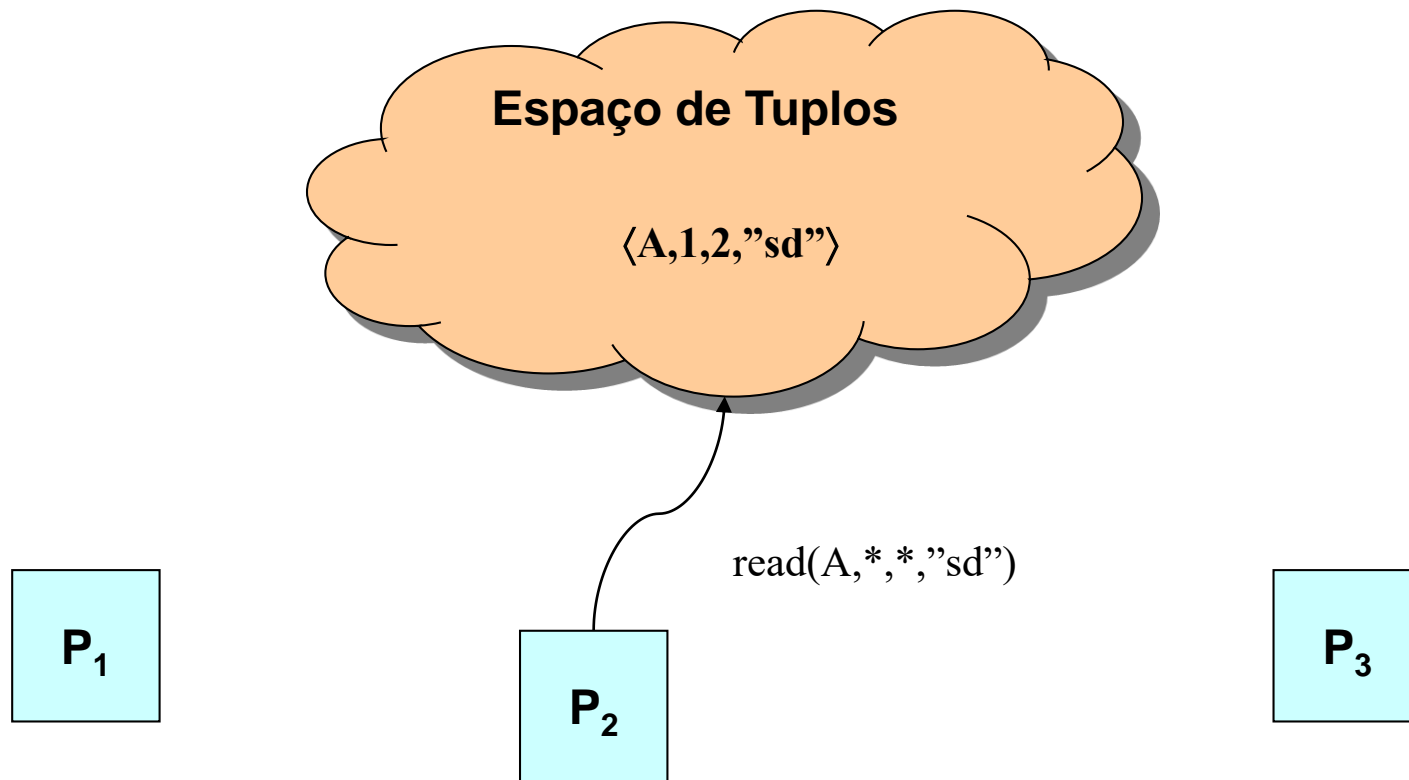 Espaço de Tuplos
⟨A,1,2,”sd”⟩
read(A,*,*,”sd”)
P₁
P₂
P₃